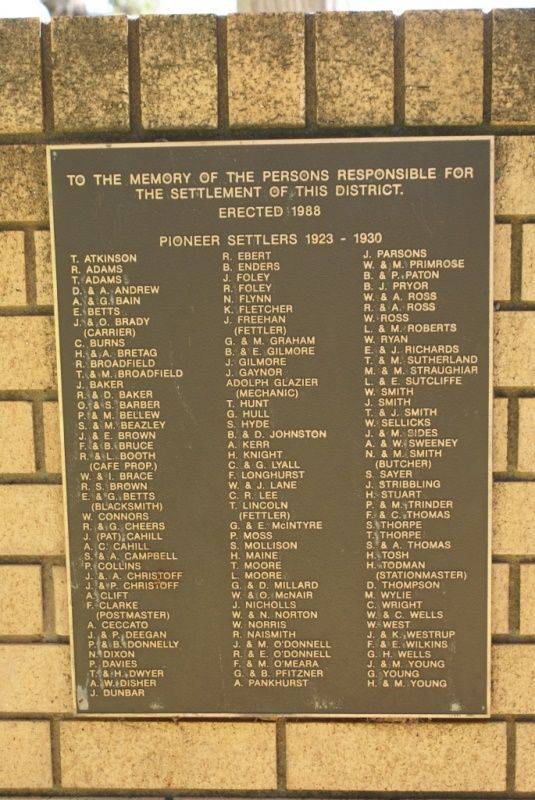 TO THE MEMORY OF THE PERSONS RESPONSIBLE FOR
THE SETTLEMENT OF THIS DISTRICT.
ERECTED 1988
PIONEER SETTLERS 1923 - 1930
T. ATKINSON
R. ADAMS
T. ADAMS
D. & A. ANDREW
A. & G. BAIN
E. BETTS
J. & O. BRADY
(CARRIER)
C. BURNS
H. & A. BRETAG
R. BROADFIELD
T. & M. BROADFIELD
J. BAKER
R. & D. BAKER
O. & S. BARBER
P. & M. BELLEW
S. & M. BEAZLEY
J. & E. BROWN
F. & B. BRUCE
R. & L. BOOTH
(CAFE PROP.)
W. & I. BRACE
R. S. BROWN
E. & G. BETTS
(BLACKSMITH)
W. CONNORS
R. & G. CHEERS
J. (PAT) CAHILL
A. C. CAHILL
S. & A. CAMPBELL
P. COLLINS
J. & A. CHRISTOFF
J. & P. CHRISTOFF
A. CLIFT
F. CLARKE
(POSTMASTER)
A. CECCATO
J. & P. DEEGAN
P. & B. DONNELLY
N. DIXON
P. DAVIES
T. & H. DWYER
A. W. DISHER
J. DUNBAR
R. EBERT
B. ENDERS
J. FOLEY
R. FOLEY
N. FLYNN
K. FLETCHER
J. FREEHAN
(FETTLER)
G. & M. GRAHAM
B. & E. GILMORE
J. GILMORE
J. GAYNOR
ADOLPH GLAZIER
(MECHANIC)
T. HUNT
G. HULL
S. HYDE
B. & D. JOHNSTON
A. KERR
H. KNIGHT
C. & G. LYALL
F. LONGHURST
W. & J. LANE
C. R. LEE
T. LINCOLN
(FETTLER)
G. & E. McINTYRE
P. MOSS
S. MOLLISON
H. MAINE
T. MOORE
L. MOORE
G. & D. MILLARD
W. & O. McNAIR
J. NICHOLLS
W. & N. NORTON
W. NORRIS
R. NAISMITH
J. & M. O'DONNELL
R. & E. O'DONNELL
F. & M. O'MEARA
G. & B. PFITZNER
A. PANKHURST
J. PARSONS
W. & M. PRIMROSE
B. & P. PATON
B. J. PRYOR
W. & A. ROSS
R. & A. ROSS
W. ROSS
L. & M. ROBERTS
W. RYAN
E. & J. RICHARDS
T. & M. SUTHERLAND
M. & M. STRAUGHIAR
L. & E. SUTCLIFFE
W. SMITH
J. SMITH
T. & J. SMITH
W. SELLICKS
J. & M. SIDES
A. & W. SWEENEY
N. & M. SMITH
(BUTCHER)
S. SAYER
J. STRIBBLING
H. STUART
P. & M. TRINDER
F. & C. THOMAS
S. THORPE
T. THORPE
S. & A. THOMAS
H. TOSH
H. TODMAN
(STATIONMASTER)
D. THOMPSON
M. WYLIE
C. WRIGHT
W. & C. WELLS
W. WEST
J. & K. WESTRUP
F. & E. WILKINS
G. H. WELLS
J. & M. YOUNG
G. YOUNG
H. & M. YOUNG